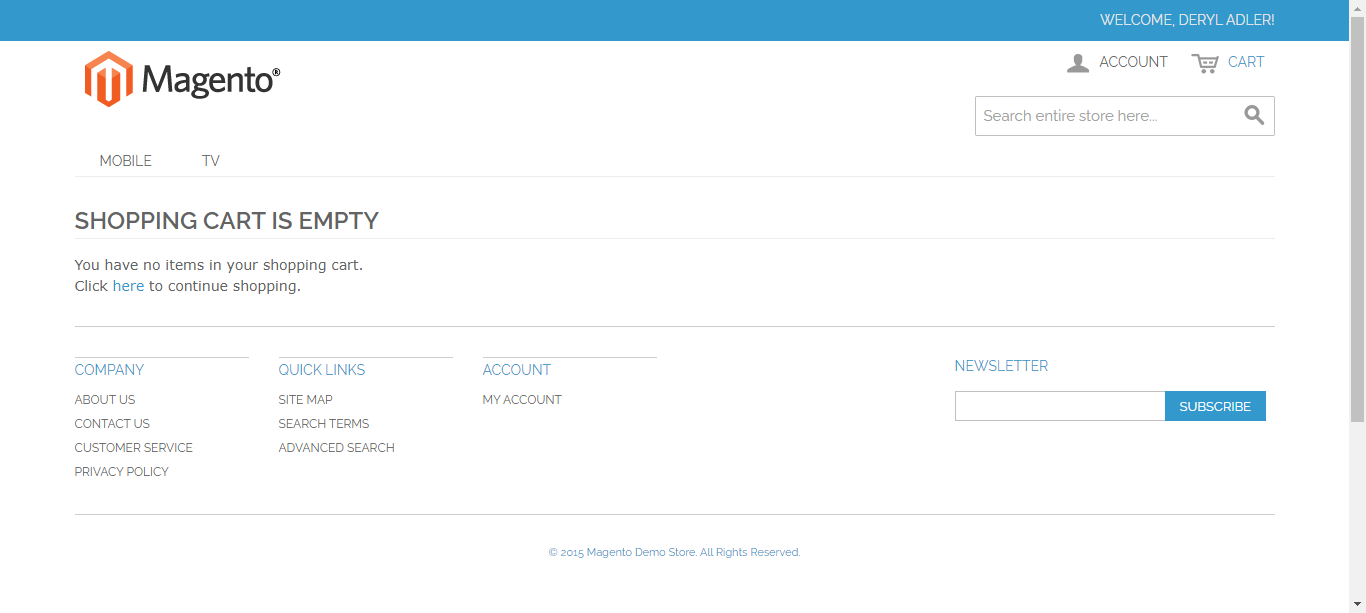 WELCOME, DERYL ADLER!
Magento®
ACCOUNT CART
Search entire store here...
MOBILE TV
SHOPPING CART IS EMPTY
You have no items in your shopping cart.
Click here to continue shopping.
COMPANY
ABOUT US
CONTACT US
CUSTOMER SERVICE
PRIVACY POLICY
QUICK LINKS
SITE MAP
SEARCH TERMS
ADVANCED SEARCH
ACCOUNT
MY ACCOUNT
NEWSLETTER
SUBSCRIBE
© 2015 Magento Demo Store. All Rights Reserved.